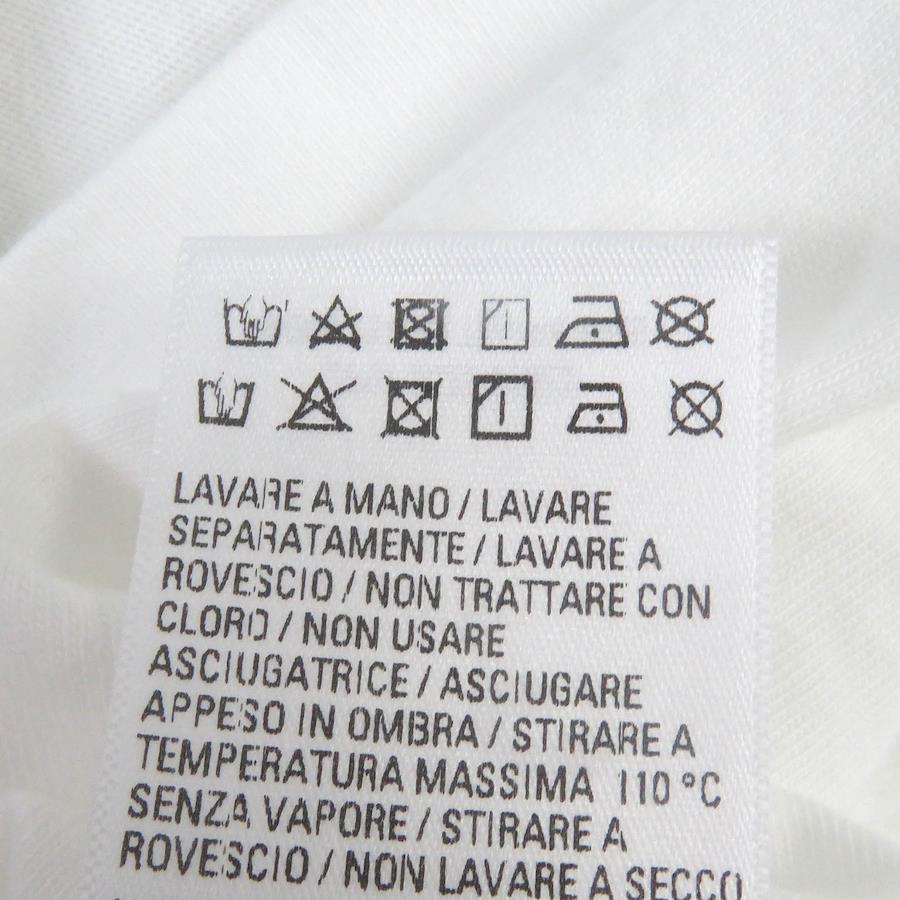 LAVARE A MANO / LAVARE
SEPARATAMENTE / LAVARE A
ROVESCIO / NON TRATTARE CON
CLORO / NON USARE
ASCIUGATRICE / ASCIUGARE
APPESO IN OMBRA / STIRARE A
TEMPERATURA MASSIMA 110 °C
SENZA VAPORE / STIRARE A
ROVESCIO / NON LAVARE A SECCO